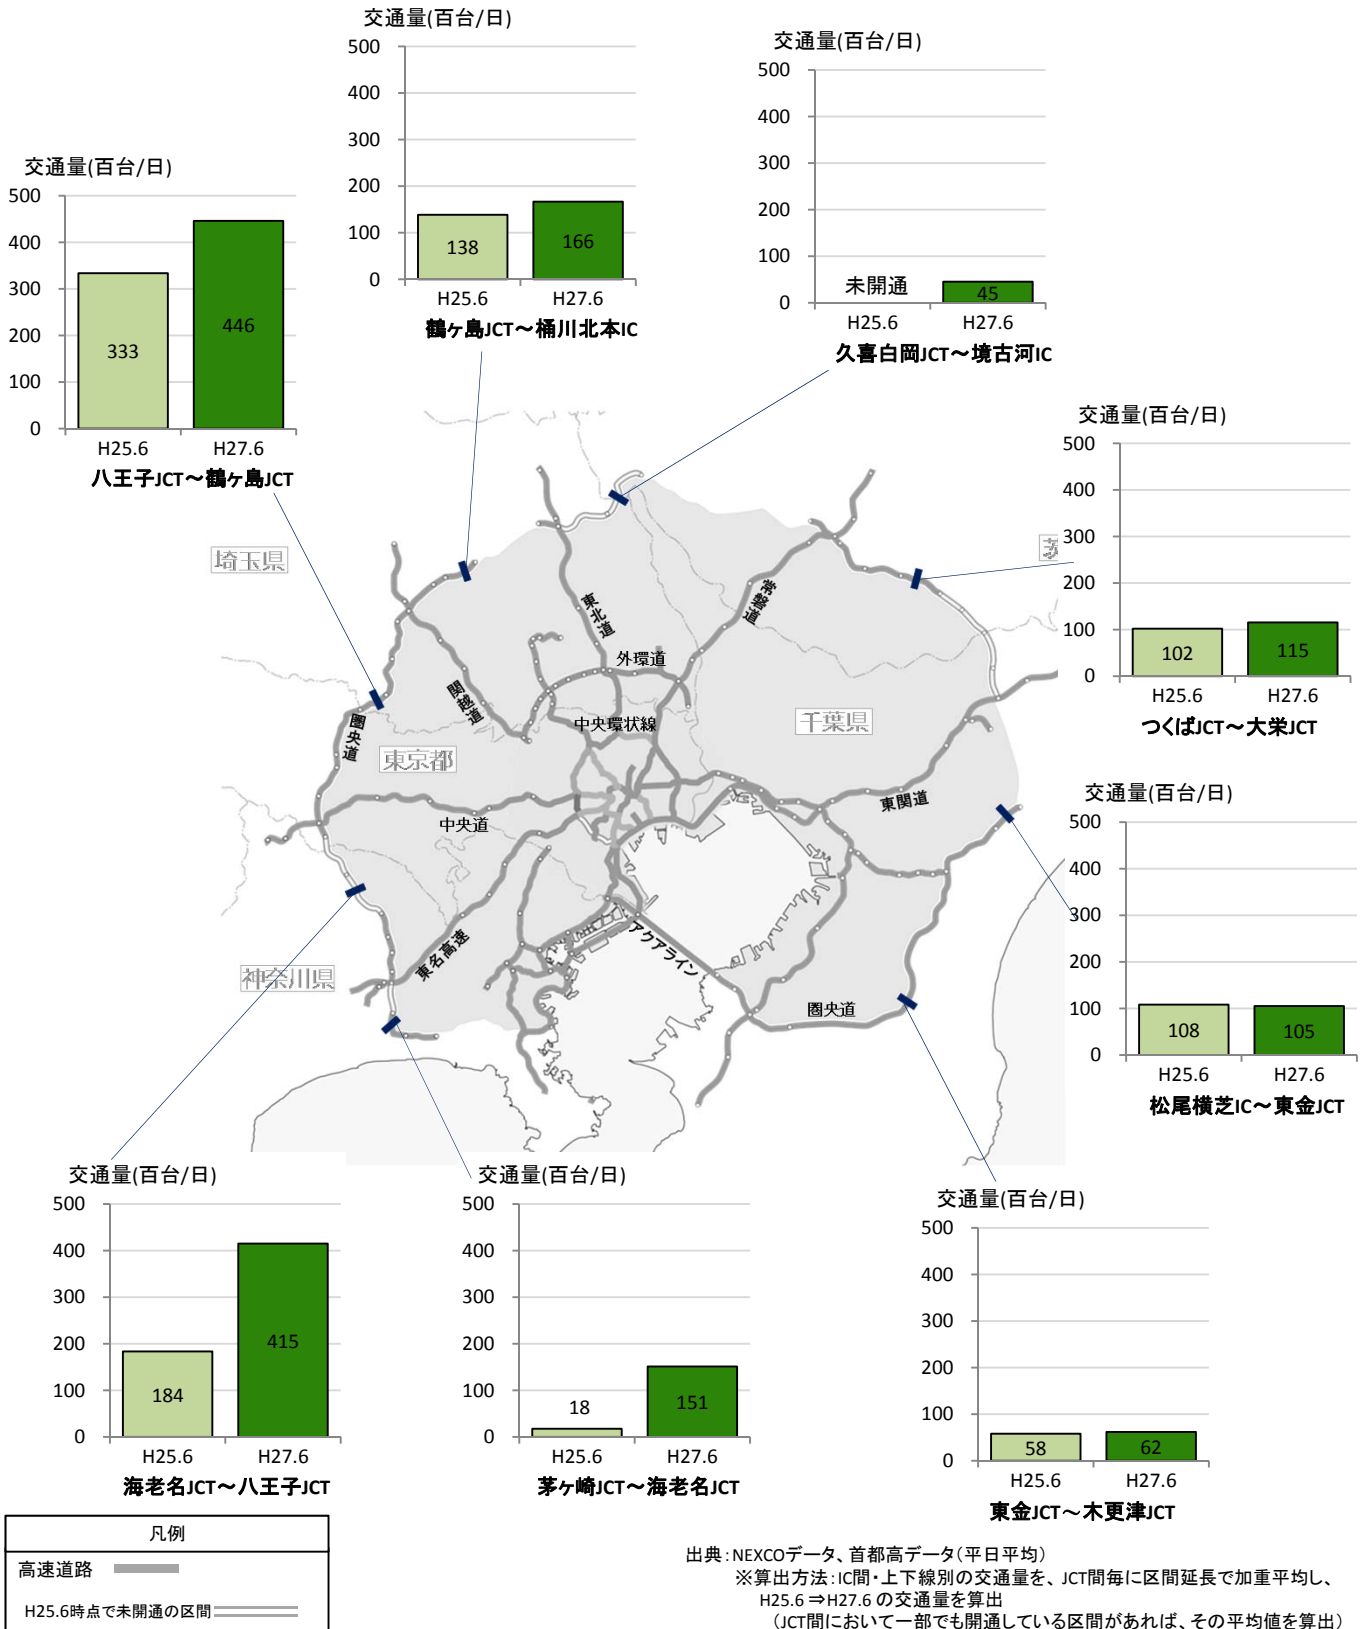 交通量(百台/日)
500
400
300
200
100
0
138
166
H25.6
H27.6
鶴ヶ島JCT～桶川北本IC
交通量(百台/日)
500
400
300
200
100
0
未開通
45
H25.6
H27.6
久喜白岡JCT～境古河IC
交通量(百台/日)
500
400
300
200
100
0
333
446
H25.6
H27.6
八王子JCT～鶴ヶ島JCT
交通量(百台/日)
500
400
300
200
100
0
102
115
H25.6
H27.6
つくばJCT～大栄JCT
埼玉県
東北道
常磐道
外環道
関越道
中央環状線
千葉県
圏央道
東京都
東関道
中央道
東名高速
アクアライン
神奈川県
圏央道
交通量(百台/日)
500
400
300
200
100
0
108
105
H25.6
H27.6
松尾横芝IC～東金JCT
交通量(百台/日)
500
400
300
200
100
0
184
415
H25.6
H27.6
海老名JCT～八王子JCT
交通量(百台/日)
500
400
300
200
100
0
18
151
H25.6
H27.6
茅ヶ崎JCT～海老名JCT
交通量(百台/日)
500
400
300
200
100
0
58
62
H25.6
H27.6
東金JCT～木更津JCT
凡例
高速道路
H25.6時点で未開通の区間
出典：NEXCOデータ、首都高データ（平日平均）
※算出方法：IC間・上下線別の交通量を、JCT間毎に区間延長で加重平均し、
H25.6 ⇒H27.6 の交通量を算出
（JCT間において一部でも開通している区間があれば、その平均値を算出）